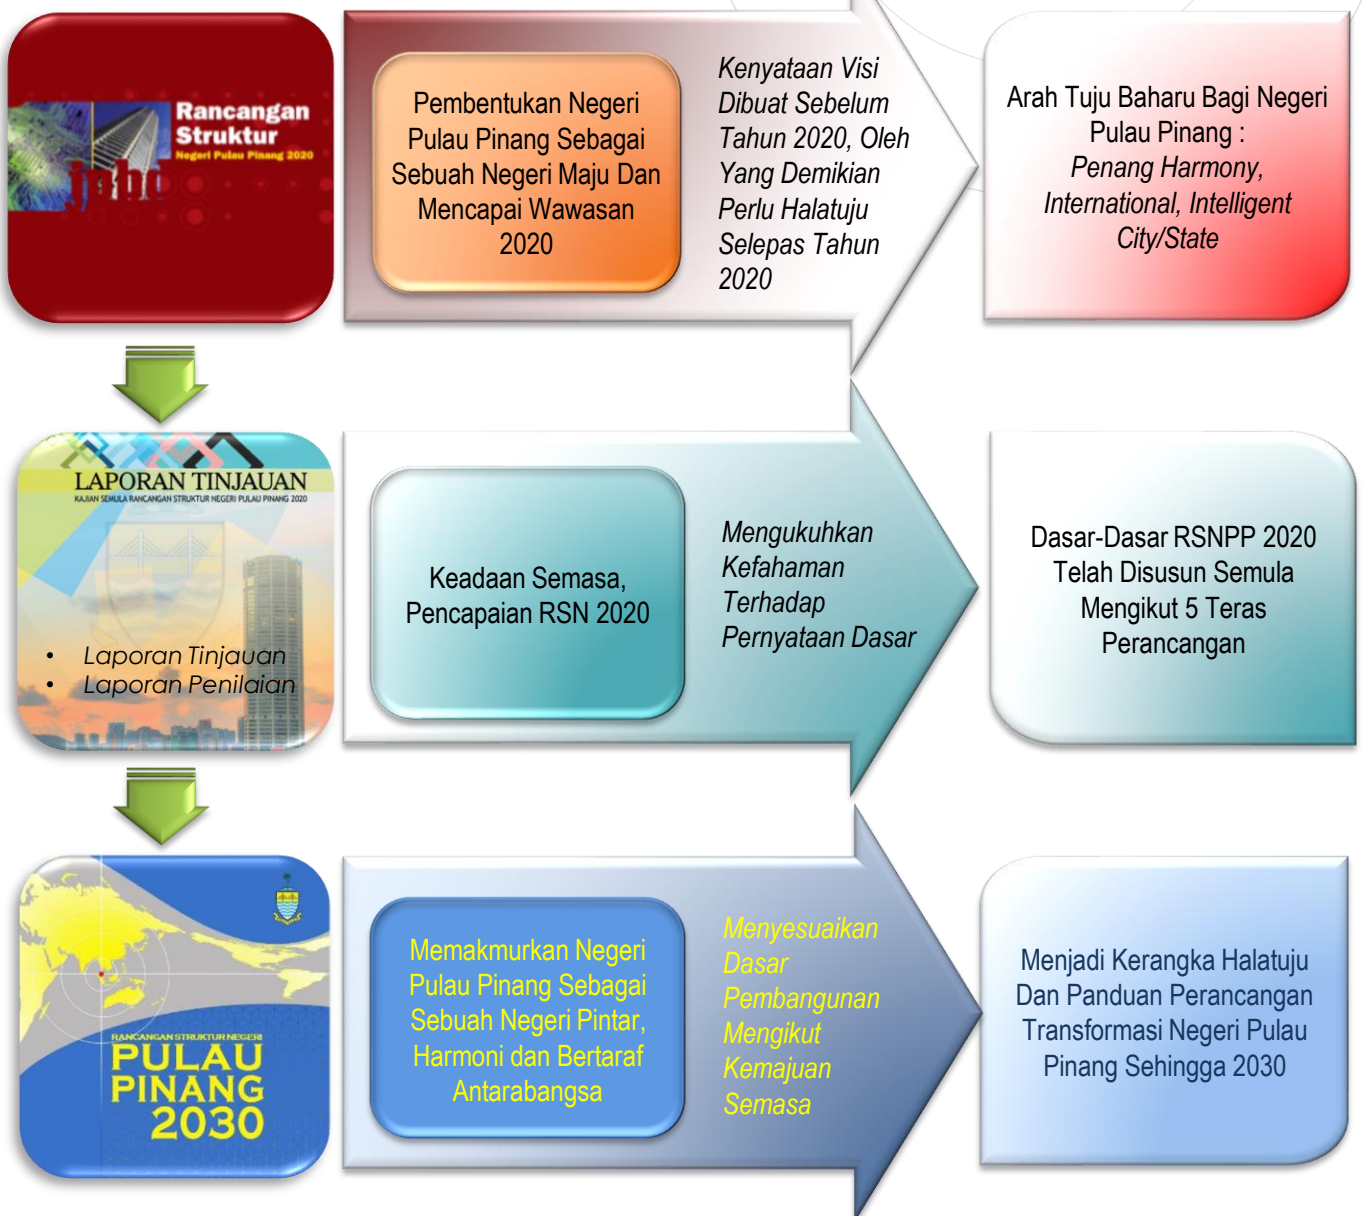 Rancangan
Struktur
Negeri Pulau Pinang 2020
jpbd
Pembentukan Negeri
Pulau Pinang Sebagai
Sebuah Negeri Maju Dan
Mencapai Wawasan
2020
Kenyataan Visi
Dibuat Sebelum
Tahun 2020, Oleh
Yang Demikian
Perlu Halatuju
Selepas Tahun
2020
Arah Tuju Baharu Bagi Negeri
Pulau Pinang :
Penang Harmony,
International, Intelligent
City/State
LAPORAN TINJAUAN
KAJIAN SEMULA RANCANGAN STRUKTUR NEGERI PULAU PINANG 2020
• Laporan Tinjauan
• Laporan Penilaian
Keadaan Semasa,
Pencapaian RSN 2020
Mengukuhkan
Kefahaman
Terhadap
Pernyataan Dasar
Dasar-Dasar RSNPP 2020
Telah Disusun Semula
Mengikut 5 Teras
Perancangan
RANCANGAN STRUKTUR NEGERI
PULAU
PINANG
2030
Memakmurkan Negeri
Pulau Pinang Sebagai
Sebuah Negeri Pintar,
Harmoni dan Bertaraf
Antarabangsa
Menyesuaikan
Dasar
Pembangunan
Mengikut
Kemajuan
Semasa
Menjadi Kerangka Halatuju
Dan Panduan Perancangan
Transformasi Negeri Pulau
Pinang Sehingga 2030